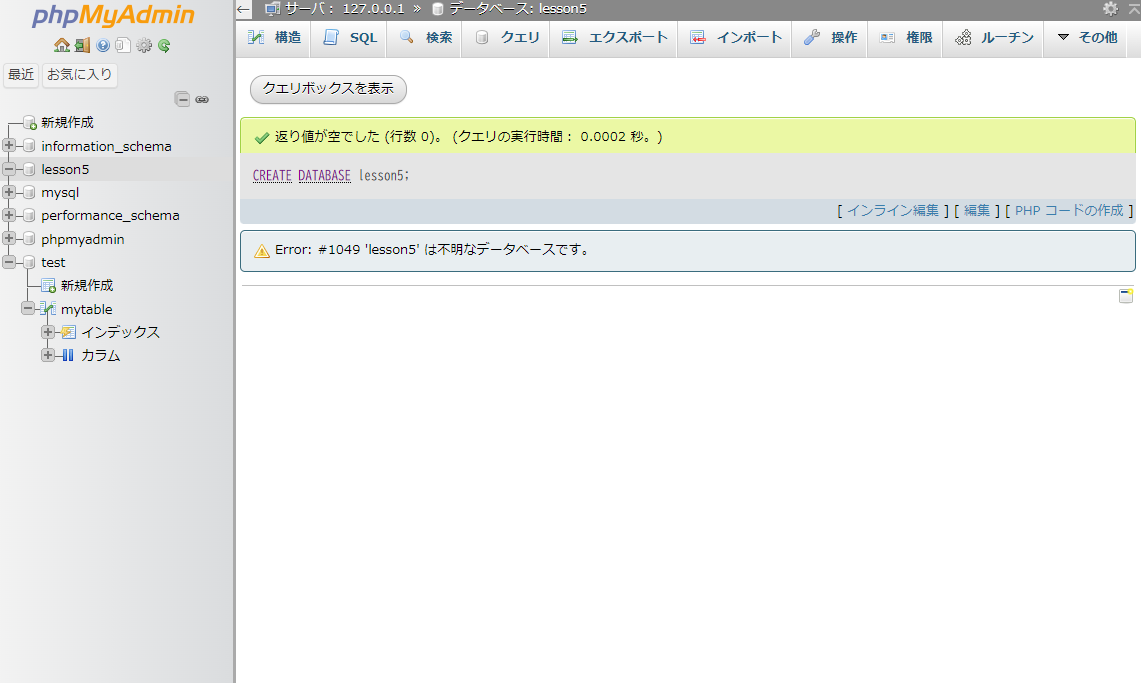 phpMyAdmin
最近 お気に入り
新規作成
information_schema
lesson5
mysql
performance_schema
phpmyadmin
test
新規作成
mytable
インデックス
カラム
サーバ: 127.0.0.1 » データベース: lesson5
構造 SQL 検索 クエリ エクスポート インポート 操作 権限 ルーチン その他
クエリボックスを表示
返り値が空でした (行数 0)。 (クエリの実行時間: 0.0002 秒。)
CREATE DATABASE lesson5;
[ インライン編集 ] [ 編集 ] [ PHP コードの作成 ]
Error: #1049 'lesson5' は不明なデータベースです。